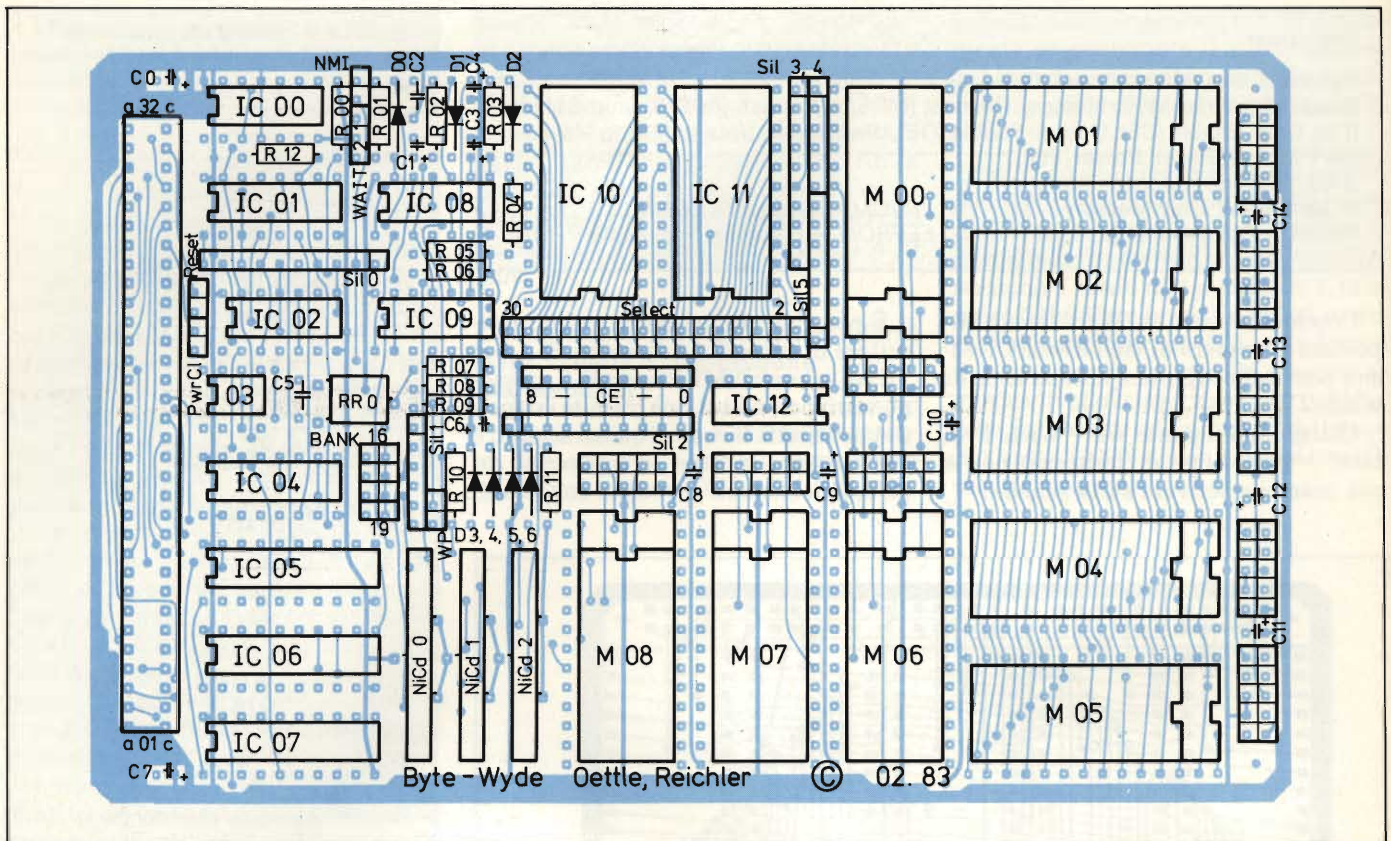 C0 +
NMI
D0
C2
D1
C4
D2
Sil 3, 4
a 32 c
IC 00
R 00
R 01
R 02
C3
R 03
C1
R 12
WAIT 2 1
IC 10
IC 11
M 00
M 01
C14
IC 01
IC 08
R 04
R 05
R 06
Reset
Sil 0
M 02
Sil 5
IC 02
IC 09
30 Select 2
C13
PwrCl
R 07
R 08
R 09
8 – CE – 0
IC 12
03
C5
RR 0
C6
Sil 1
Sil 2
C10
M 03
BANK 16
19
IC 04
R 10
R 11
C8
C9
C12
WP
D 3, 4, 5, 6
M 04
IC 05
IC 06
IC 07
NiCd 0
NiCd 1
NiCd 2
M 08
M 07
M 06
C11
M 05
a 01 c
C7 +
Byte - Wyde Oettle, Reichler © 02. 83